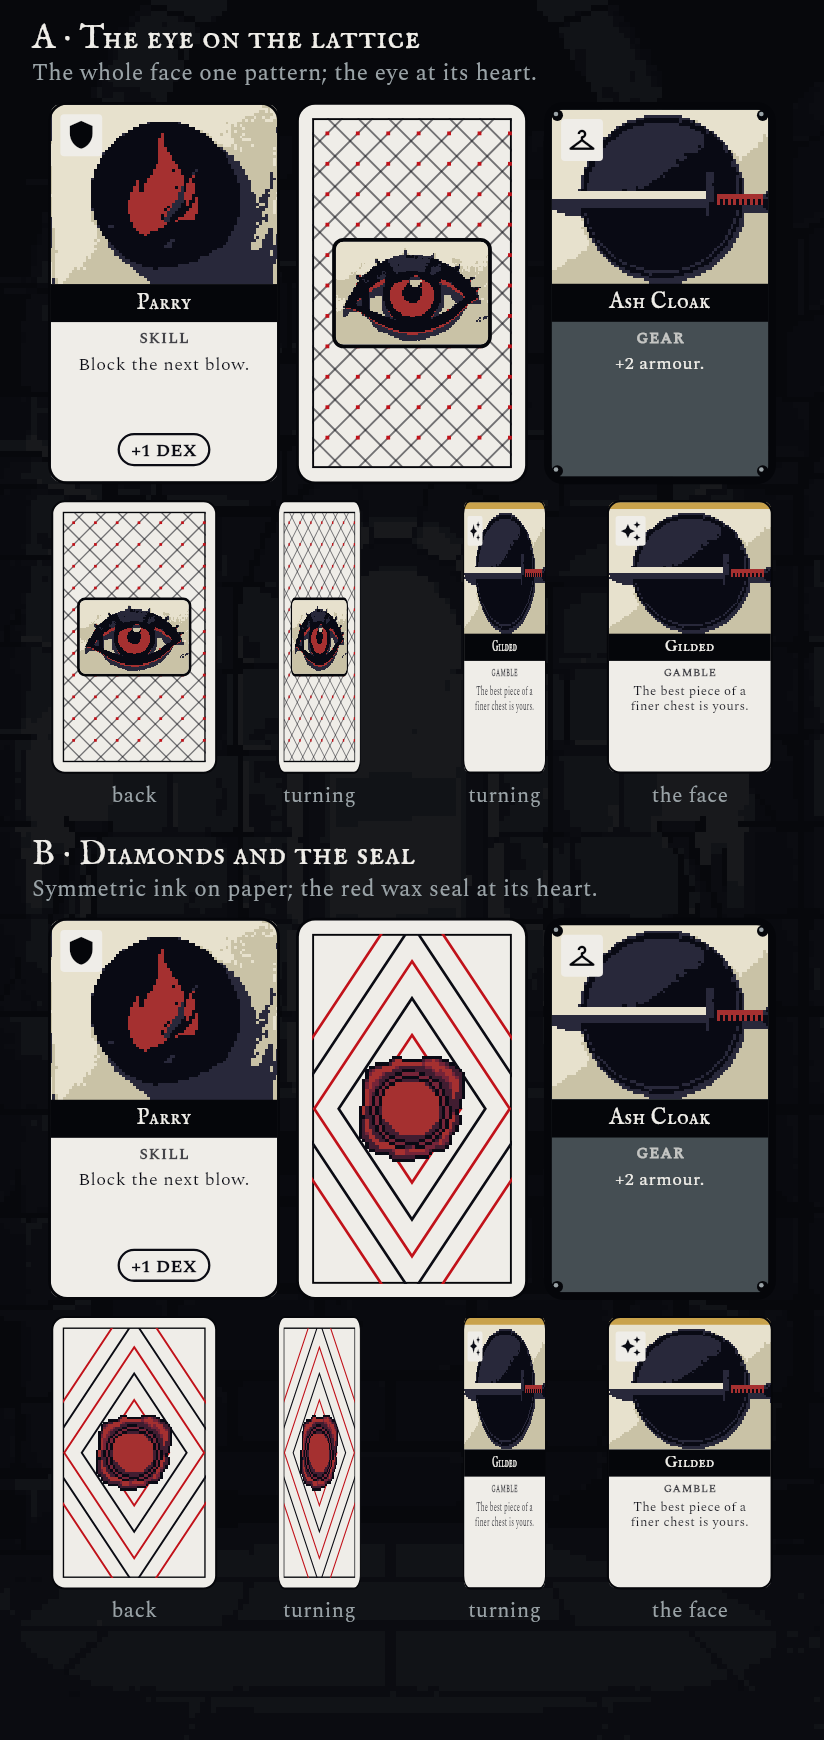 A · The eye on the lattice
The whole face one pattern; the eye at its heart.
Parry
SKILL
Block the next blow.
+1 DEX
Ash Cloak
GEAR
+2 armour.
Gilded
GAMBLE
The best piece of a
finer chest is yours.
Gilded
GAMBLE
The best piece of a
finer chest is yours.
back
turning
turning
the face
B · Diamonds and the seal
Symmetric ink on paper; the red wax seal at its heart.
Parry
SKILL
Block the next blow.
+1 DEX
Ash Cloak
GEAR
+2 armour.
Gilded
GAMBLE
The best piece of a
finer chest is yours.
Gilded
GAMBLE
The best piece of a
finer chest is yours.
back
turning
turning
the face